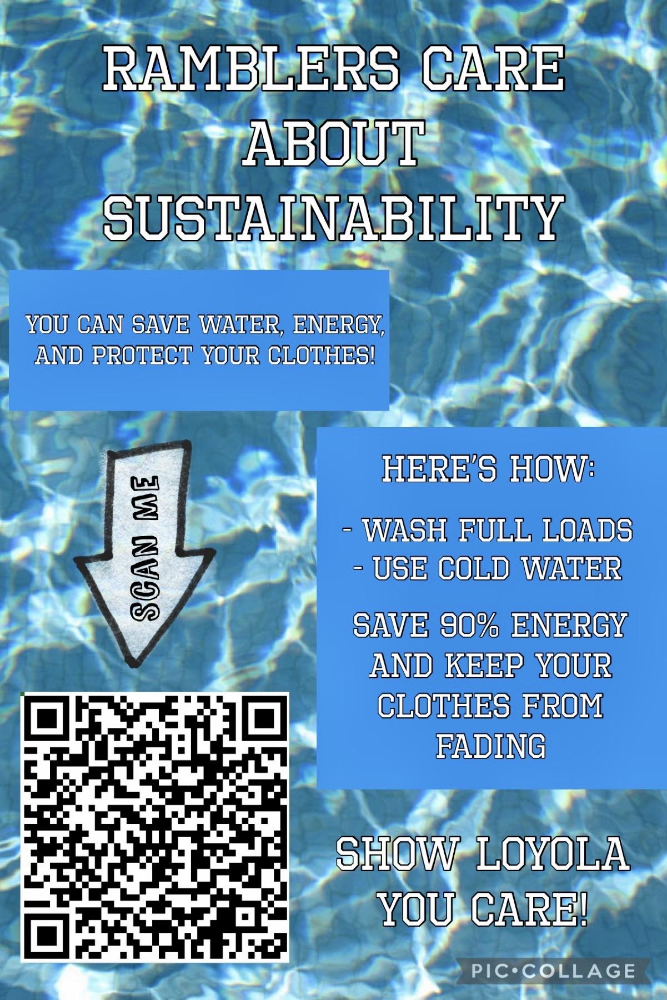 RAMBLERS CARE
ABOUT
SUSTAINABILITY
YOU CAN SAVE WATER, ENERGY,
AND PROTECT YOUR CLOTHES!
SCAN ME
HERE'S HOW:
- WASH FULL LOADS
- USE COLD WATER
SAVE 90% ENERGY
AND KEEP YOUR
CLOTHES FROM
FADING
SHOW LOYOLA
YOU CARE!
PIC•COLLAGE